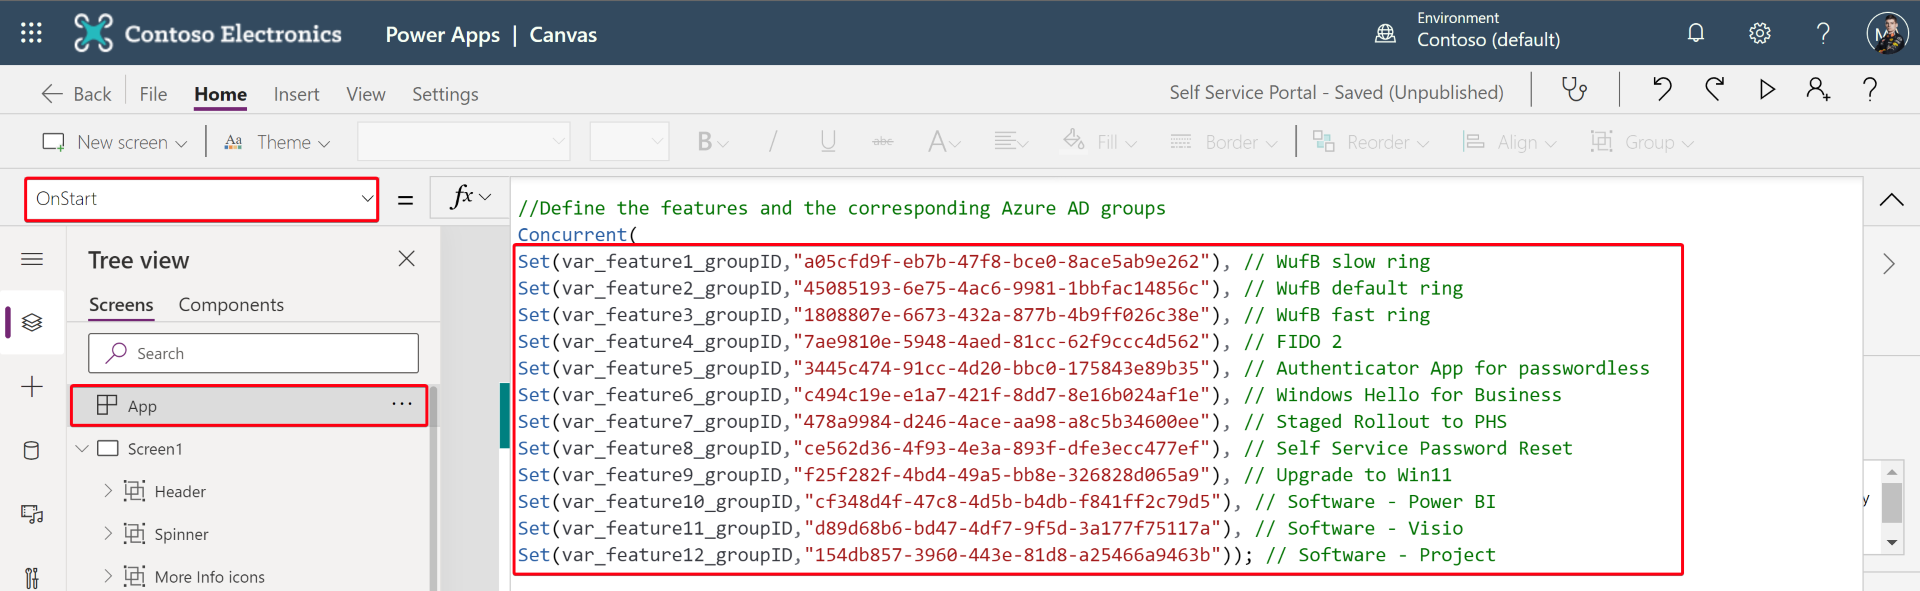 Contoso Electronics
Power Apps | Canvas
Environment
Contoso (default)
Back File Home Insert View Settings
Self Service Portal - Saved (Unpublished)
New screen Theme
B / U abc A Fill Border Reorder Align Group
OnStart = fx
//Define the features and the corresponding Azure AD groups
Concurrent(
Set(var_feature1_groupID,"a05cfd9f-eb7b-47f8-bce0-8ace5ab9e262"), // WufB slow ring
Set(var_feature2_groupID,"45085193-6e75-4ac6-9981-1bbfac14856c"), // WufB default ring
Set(var_feature3_groupID,"1808807e-6673-432a-877b-4b9ff026c38e"), // WufB fast ring
Set(var_feature4_groupID,"7ae9810e-5948-4aed-81cc-62f9ccc4d562"), // FIDO 2
Set(var_feature5_groupID,"3445c474-91cc-4d20-bbc0-175843e89b35"), // Authenticator App for passwordless
Set(var_feature6_groupID,"c494c19e-e1a7-421f-8dd7-8e16b024af1e"), // Windows Hello for Business
Set(var_feature7_groupID,"478a9984-d246-4ace-aa98-a8c5b34600ee"), // Staged Rollout to PHS
Set(var_feature8_groupID,"ce562d36-4f93-4e3a-893f-dfe3ecc477ef"), // Self Service Password Reset
Set(var_feature9_groupID,"f25f282f-4bd4-49a5-bb8e-326828d065a9"), // Upgrade to Win11
Set(var_feature10_groupID,"cf348d4f-47c8-4d5b-b4db-f841ff2c79d5"), // Software - Power BI
Set(var_feature11_groupID,"d89d68b6-bd47-4df7-9f5d-3a177f75117a"), // Software - Visio
Set(var_feature12_groupID,"154db857-3960-443e-81d8-a25466a9463b")); // Software - Project
Tree view
Screens Components
Search
App
Screen1
Header
Spinner
More Info icons
y